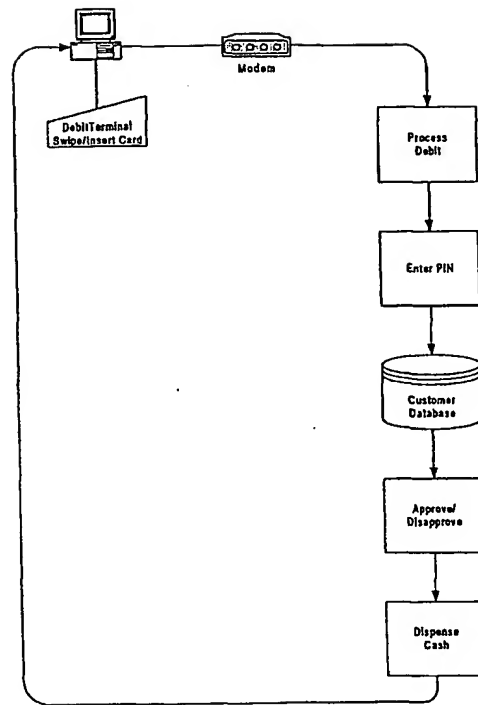 Modem
DebitTerminal
Swipe/Insert Card
Process
Debit
Enter PIN
Customer
Database
Approve/
Disapprove
Dispense
Cash